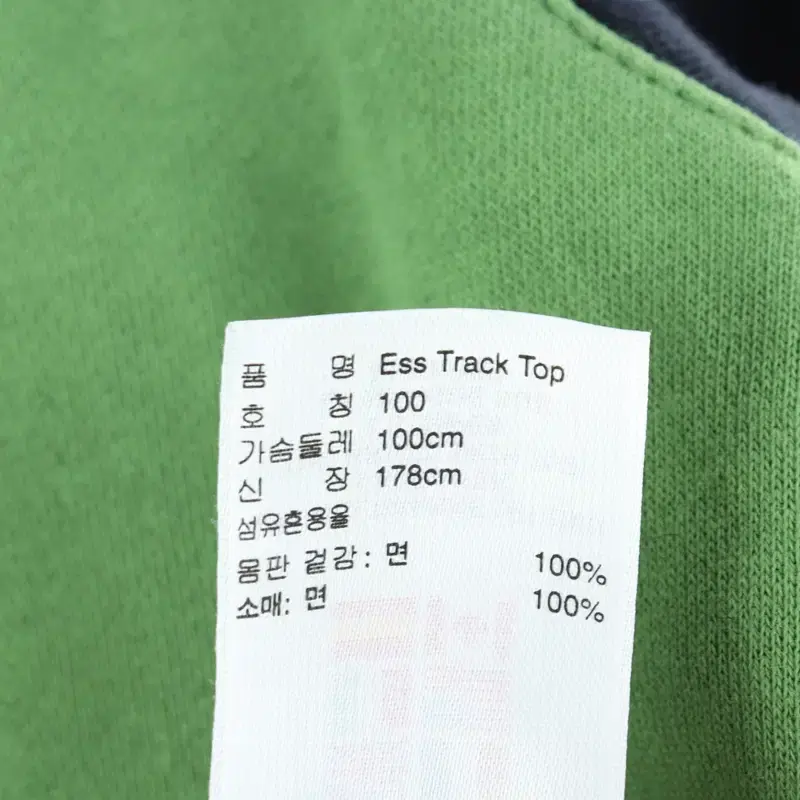 품 명 Ess Track Top
호 칭 100
가슴둘레 100cm
신 장 178cm
섬유혼용율
몸판 겉감: 면 100%
소매: 면 100%